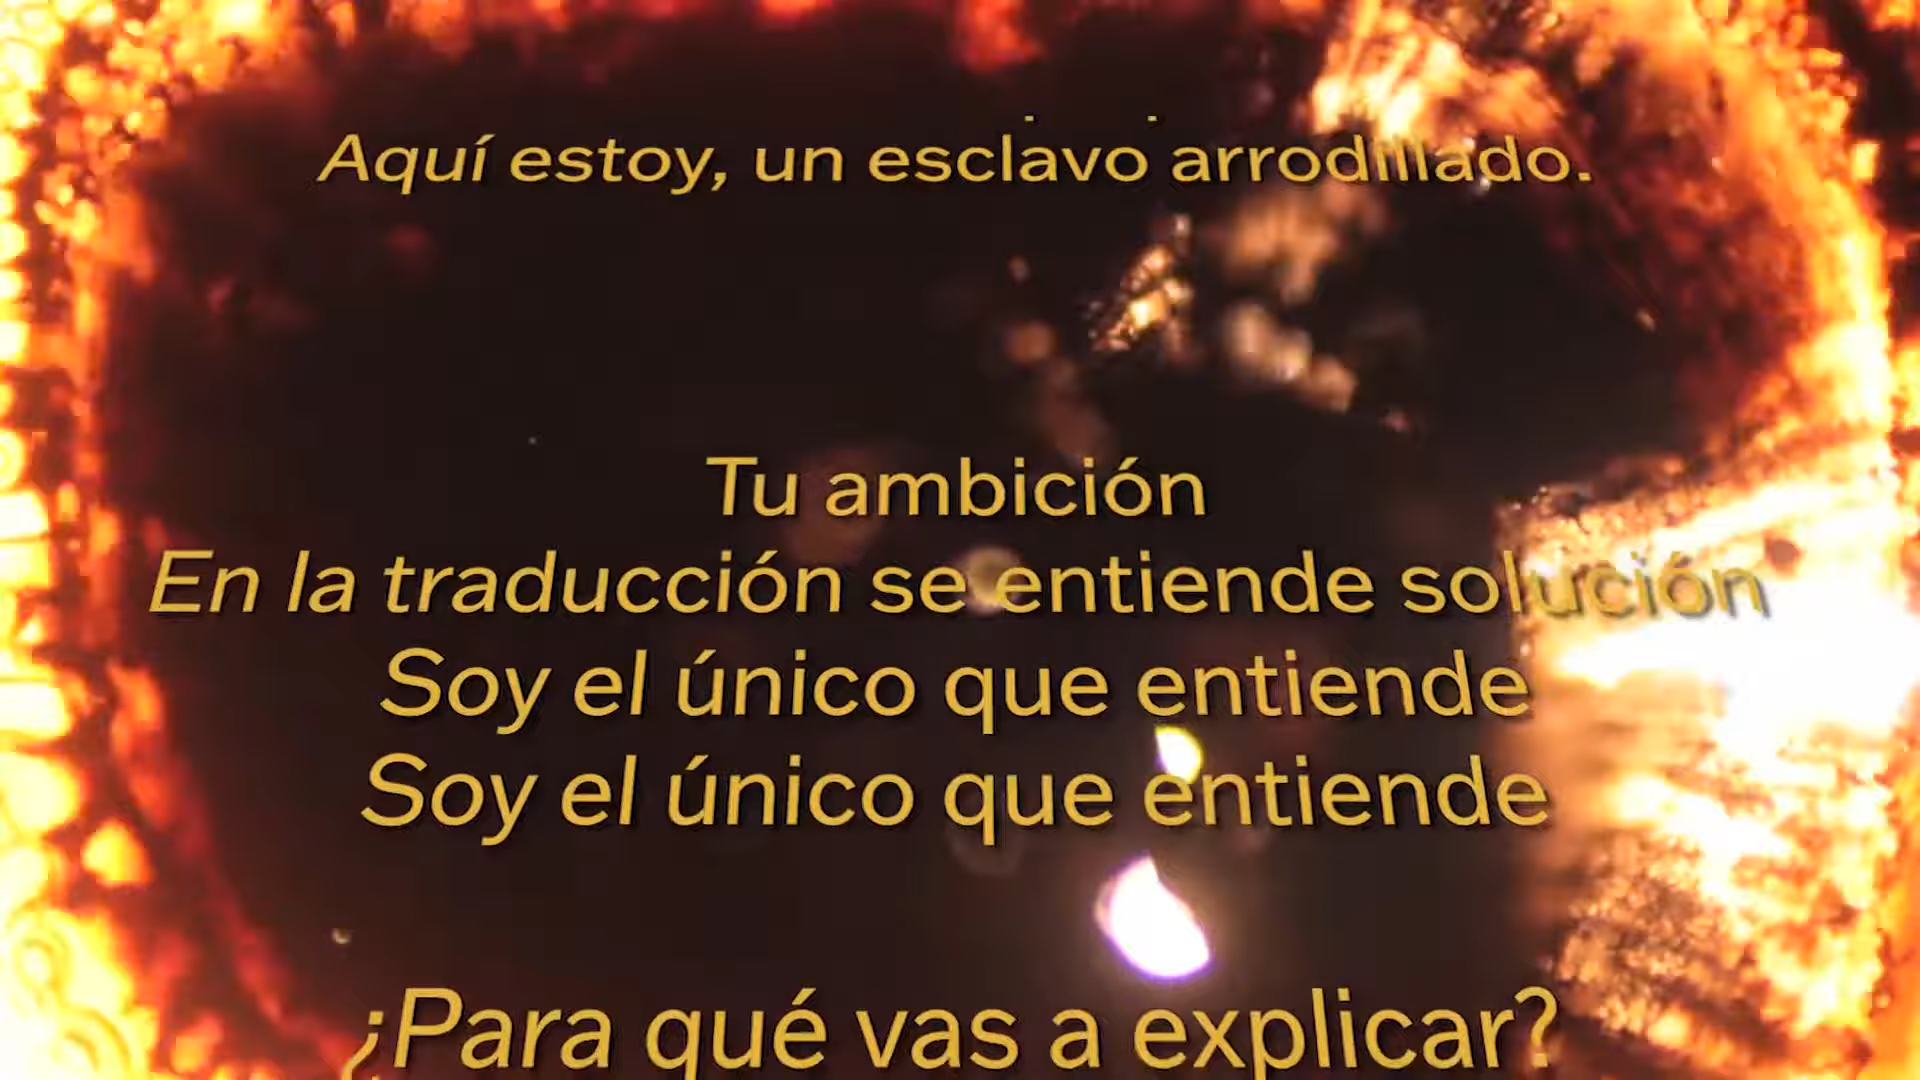 Aquí estoy, un esclavo arrodillado.
Tu ambición
En la traducción se entiende solución
Soy el único que entiende
Soy el único que entiende
¿Para qué vas a explicar?